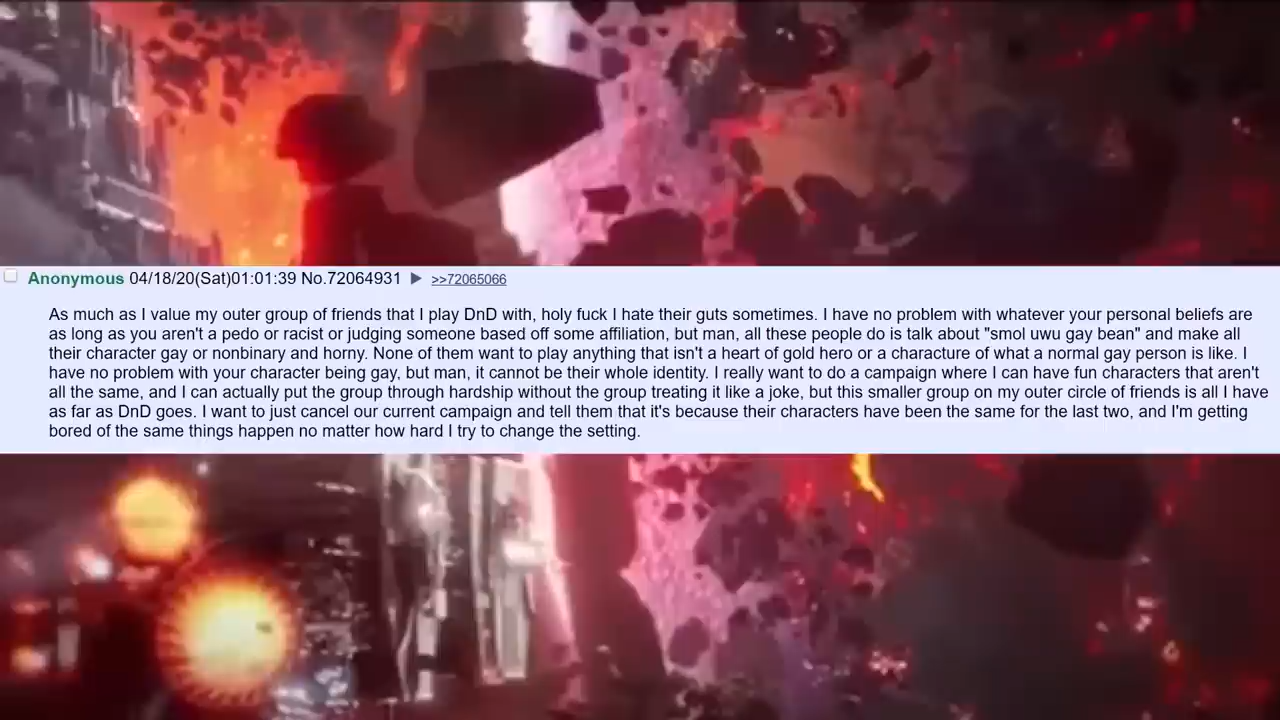 Anonymous 04/18/20(Sat)01:01:39 No.72064931 ▶ >>72065066
As much as I value my outer group of friends that I play DnD with, holy fuck I hate their guts sometimes. I have no problem with whatever your personal beliefs are
as long as you aren't a pedo or racist or judging someone based off some affiliation, but man, all these people do is talk about "smol uwu gay bean" and make all
their character gay or nonbinary and horny. None of them want to play anything that isn't a heart of gold hero or a characture of what a normal gay person is like. I
have no problem with your character being gay, but man, it cannot be their whole identity. I really want to do a campaign where I can have fun characters that aren't
all the same, and I can actually put the group through hardship without the group treating it like a joke, but this smaller group on my outer circle of friends is all I have
as far as DnD goes. I want to just cancel our current campaign and tell them that it's because their characters have been the same for the last two, and I'm getting
bored of the same things happen no matter how hard I try to change the setting.